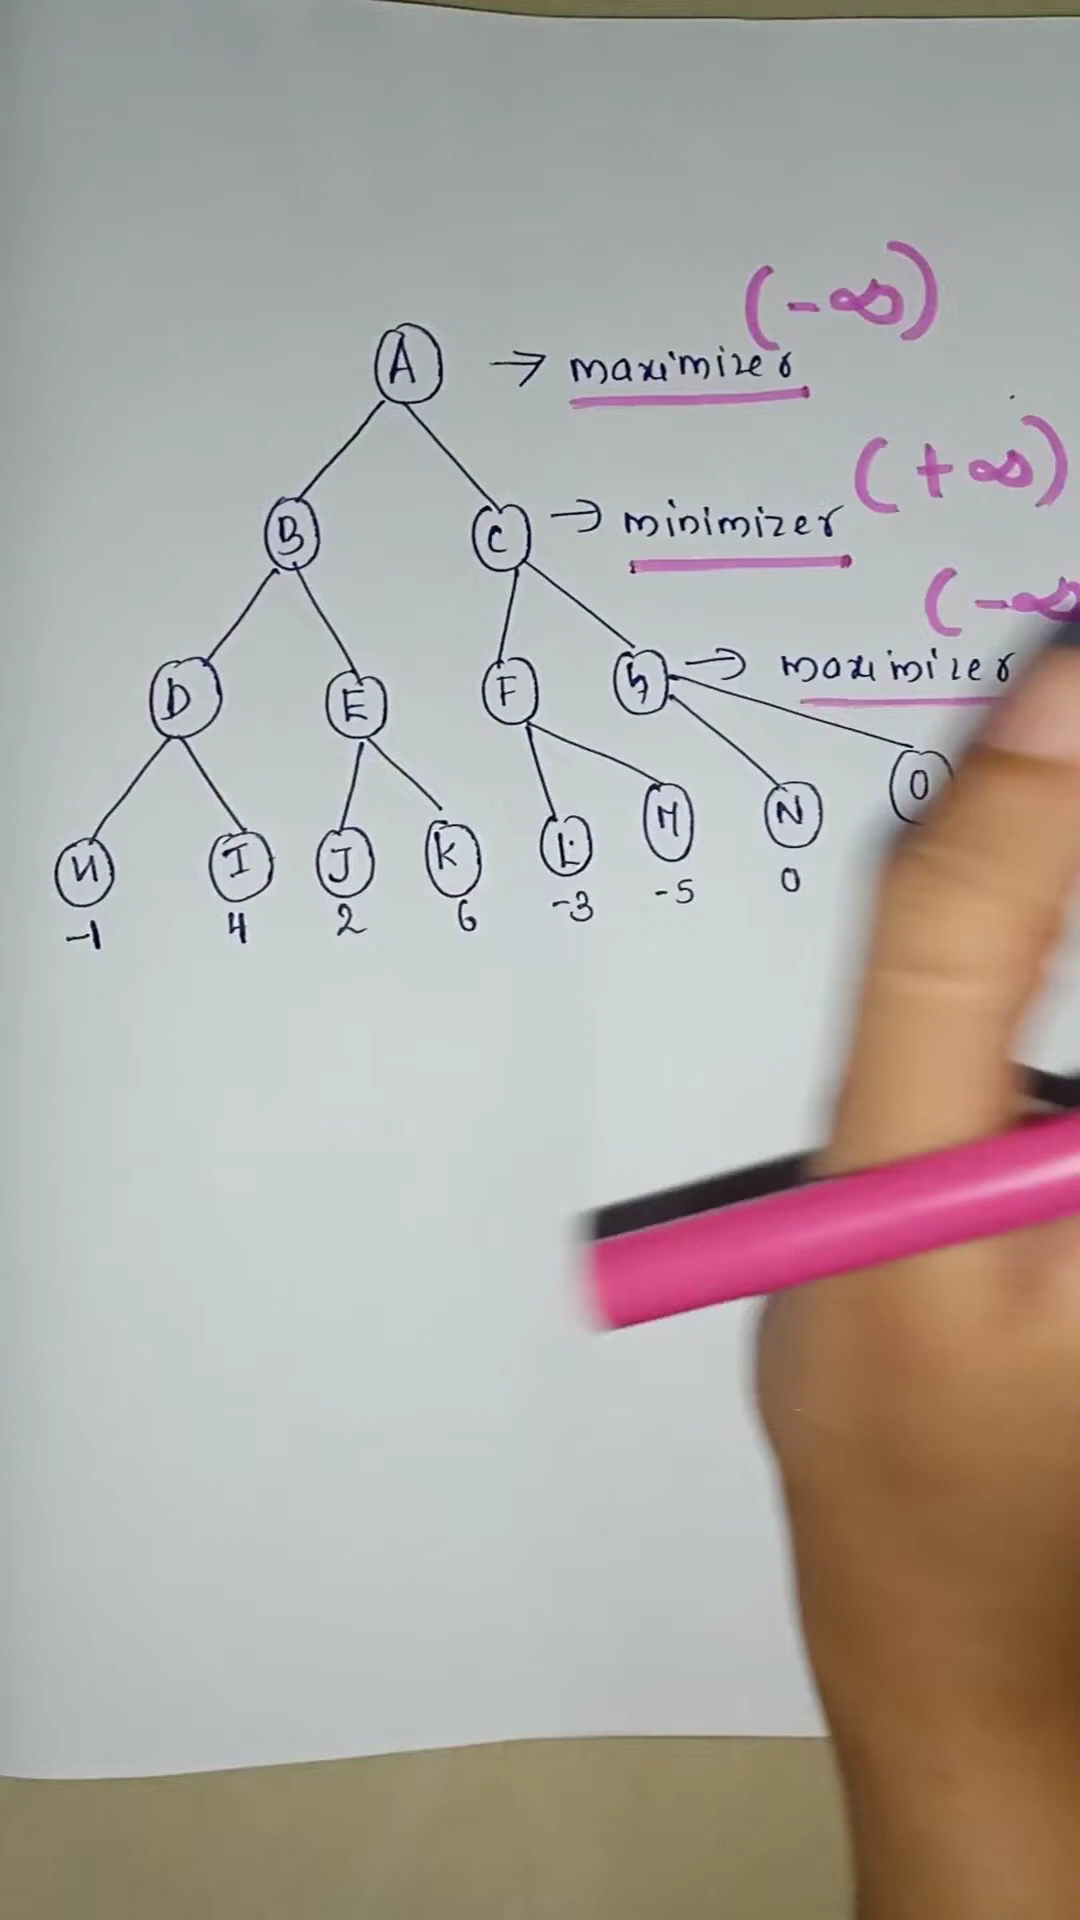 (-∞)
A → maximizer
(+∞)
B C → minimizer
(-∞
D E F G → maximizer
H I J K L M N O
-1 4 2 6 -3 -5 0